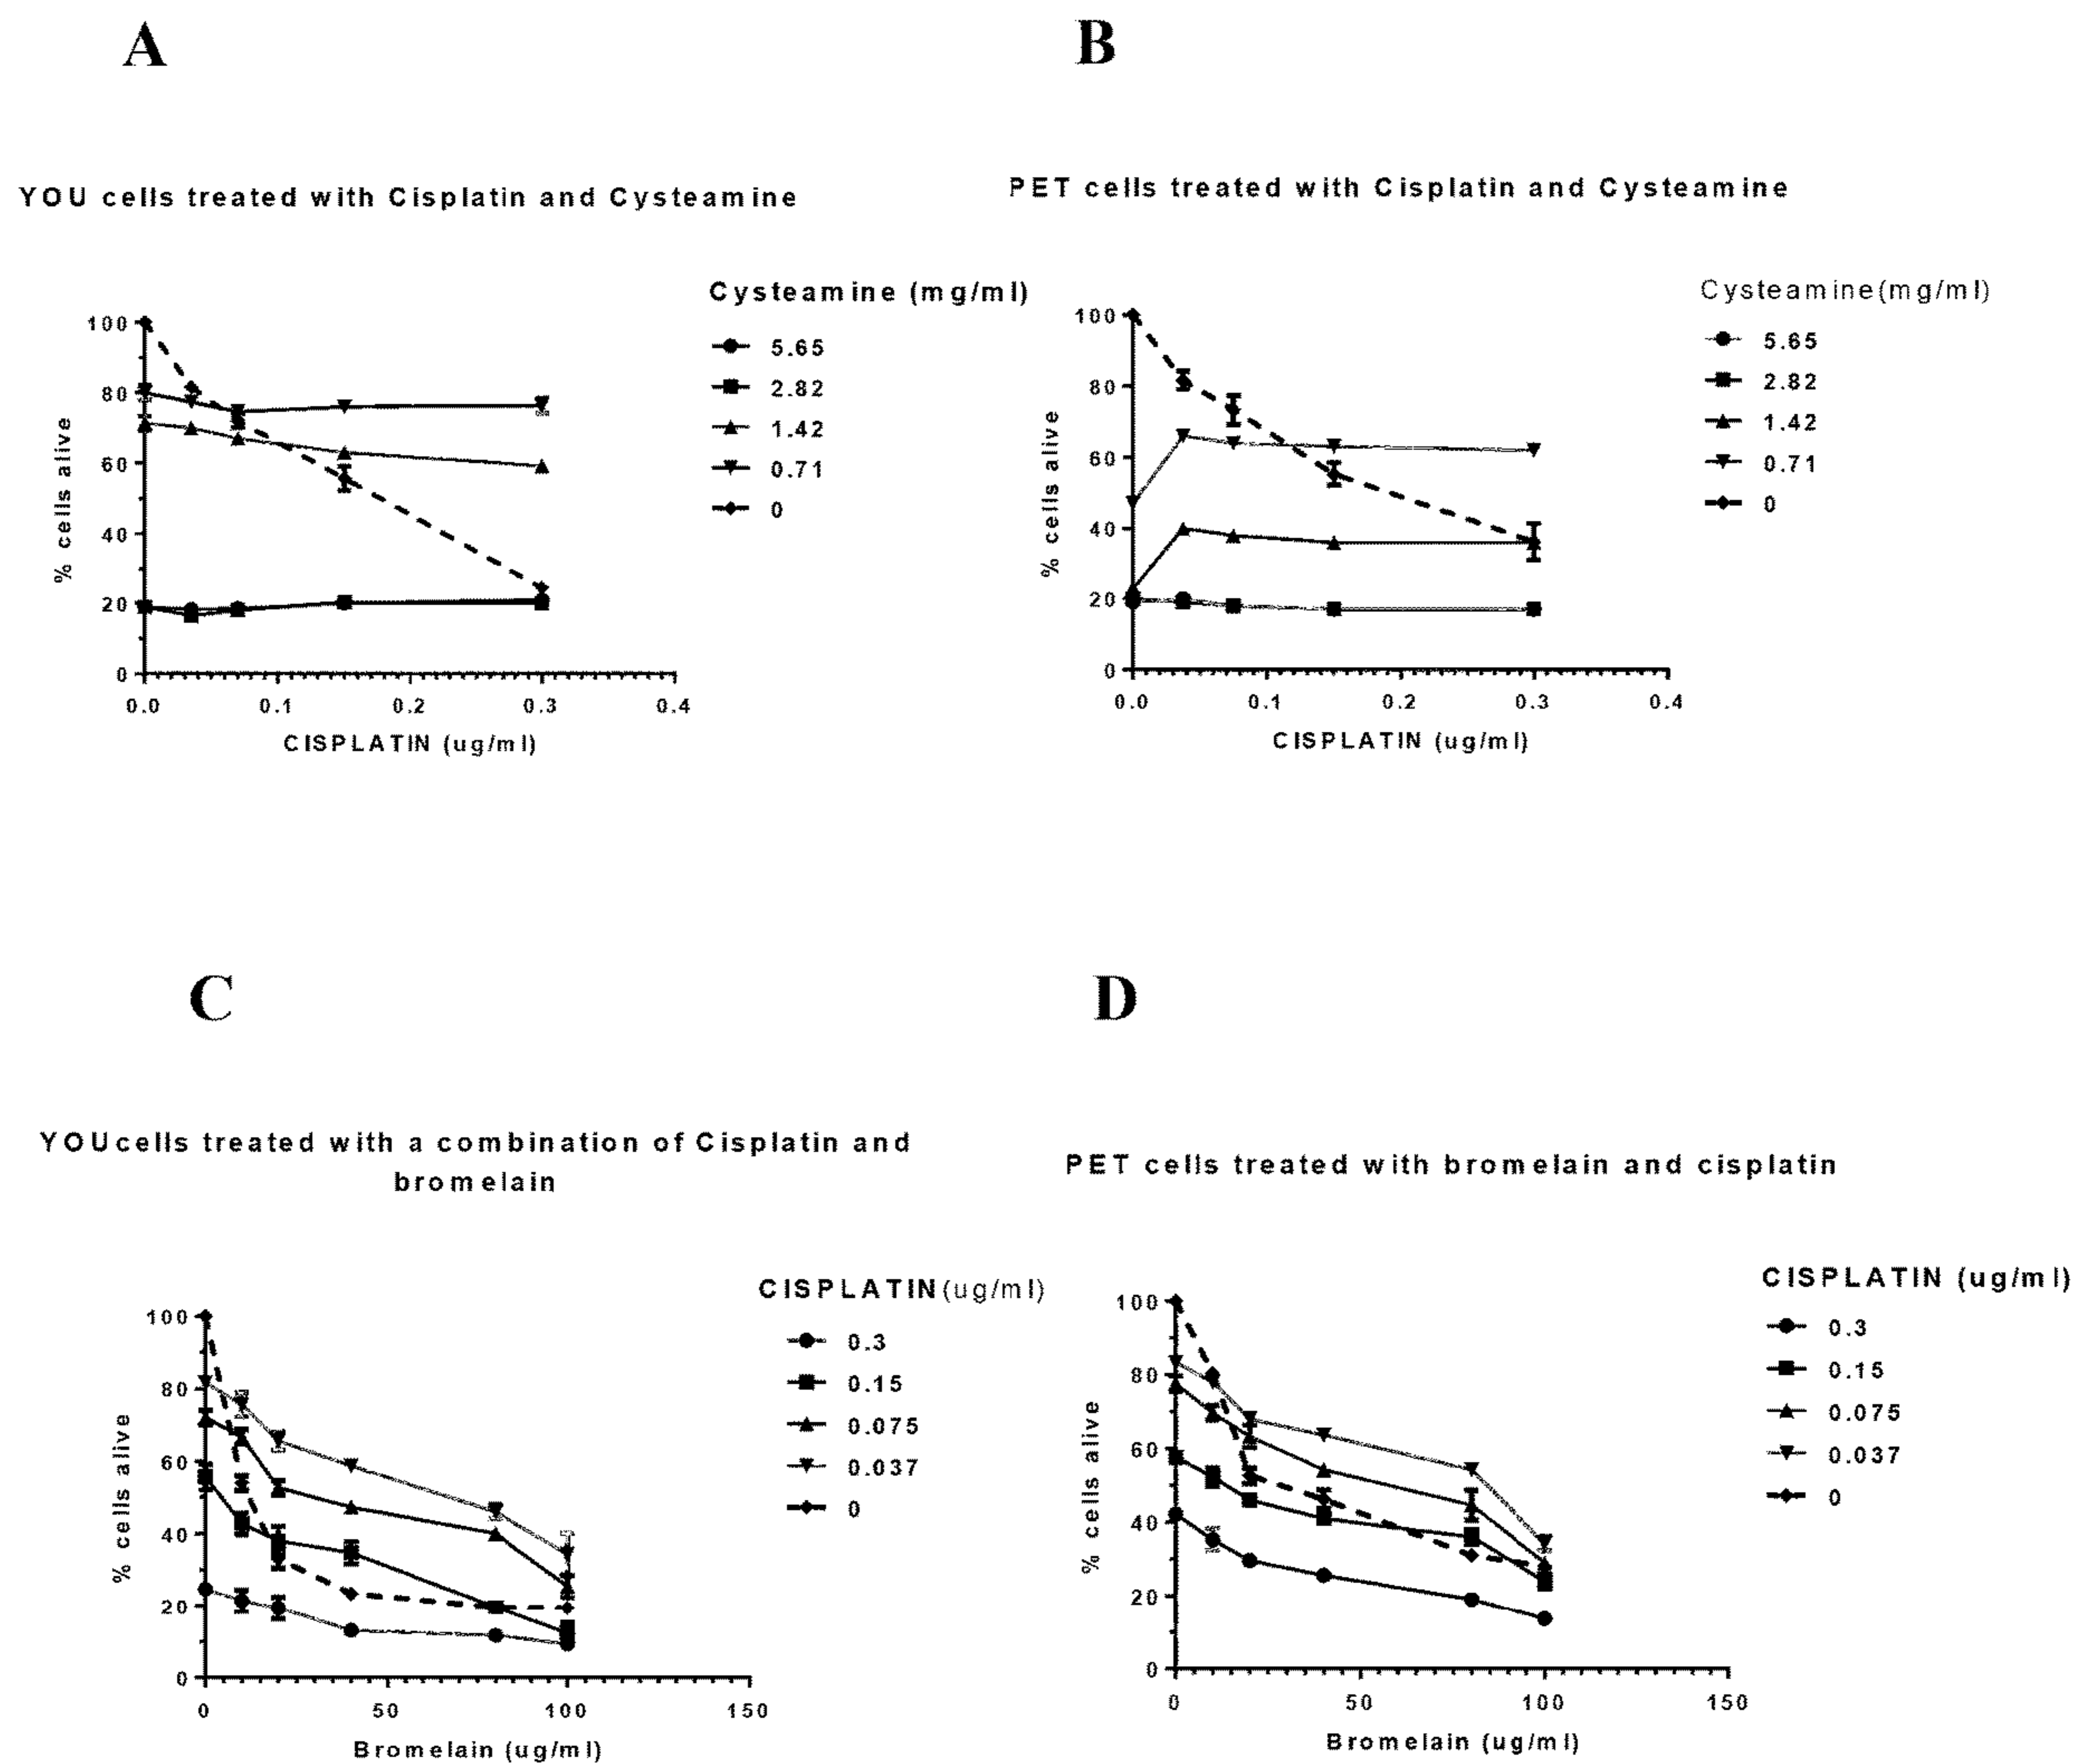 A
B
YOU cells treated with Cisplatin and Cysteamine
PET cells treated with Cisplatin and Cysteamine
Cysteamine (mg/ml)
5.65
2.82
1.42
0.71
0
100
80
60
40
20
0
% cells alive
0.0 0.1 0.2 0.3 0.4
CISPLATIN (ug/ml)
Cysteamine(mg/ml)
5.65
2.82
1.42
0.71
0
100
80
60
40
20
0
% cells alive
0.0 0.1 0.2 0.3 0.4
CISPLATIN (ug/ml)
C
D
YOUcells treated with a combination of Cisplatin and
bromelain
PET cells treated with bromelain and cisplatin
CISPLATIN(ug/ml)
0.3
0.15
0.075
0.037
0
100
80
60
40
20
0
% cells alive
0 50 100 150
Bromelain (ug/ml)
CISPLATIN (ug/ml)
0.3
0.15
0.075
0.037
0
100
80
60
40
20
0
% cells alive
0 50 100 150
Bromelain (ug/ml)